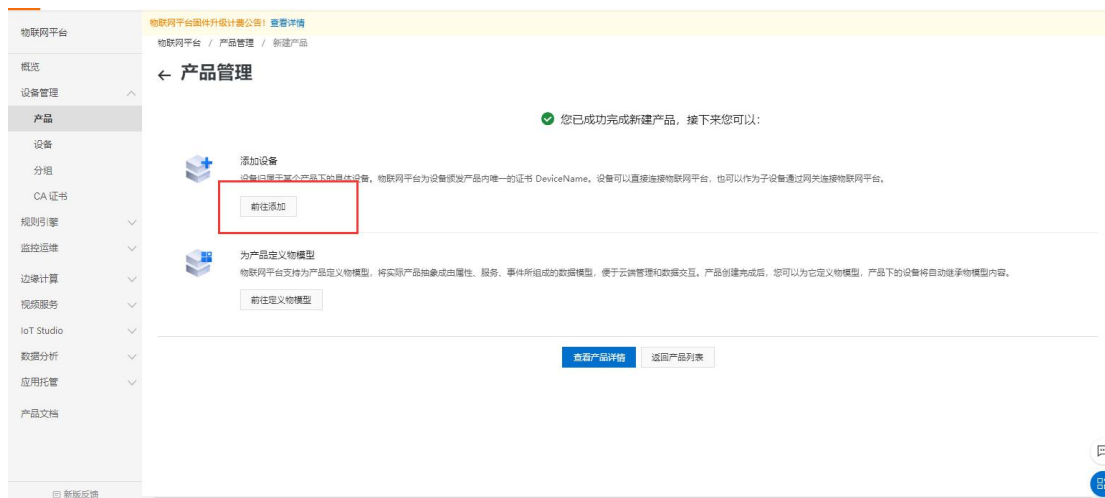 物联网平台固件升级计费公告！查看详情
物联网平台
物联网平台 / 产品管理 / 新建产品
← 产品管理
概览
设备管理
产品
设备
分组
CA 证书
规则引擎
监控运维
边缘计算
视频服务
IoT Studio
数据分析
应用托管
产品文档
新版反馈
您已成功完成新建产品，接下来您可以：
添加设备
设备归属于某个产品下的具体设备。物联网平台为设备颁发产品内唯一的证书 DeviceName。设备可以直接连接物联网平台，也可以作为子设备通过网关连接物联网平台。
前往添加
为产品定义物模型
物联网平台支持为产品定义物模型，将实际产品抽象成由属性、服务、事件所组成的数据模型，便于云端管理和数据交互。产品创建完成后，您可以为它定义物模型，产品下的设备将自动继承物模型内容。
前往定义物模型
查看产品详情 返回产品列表